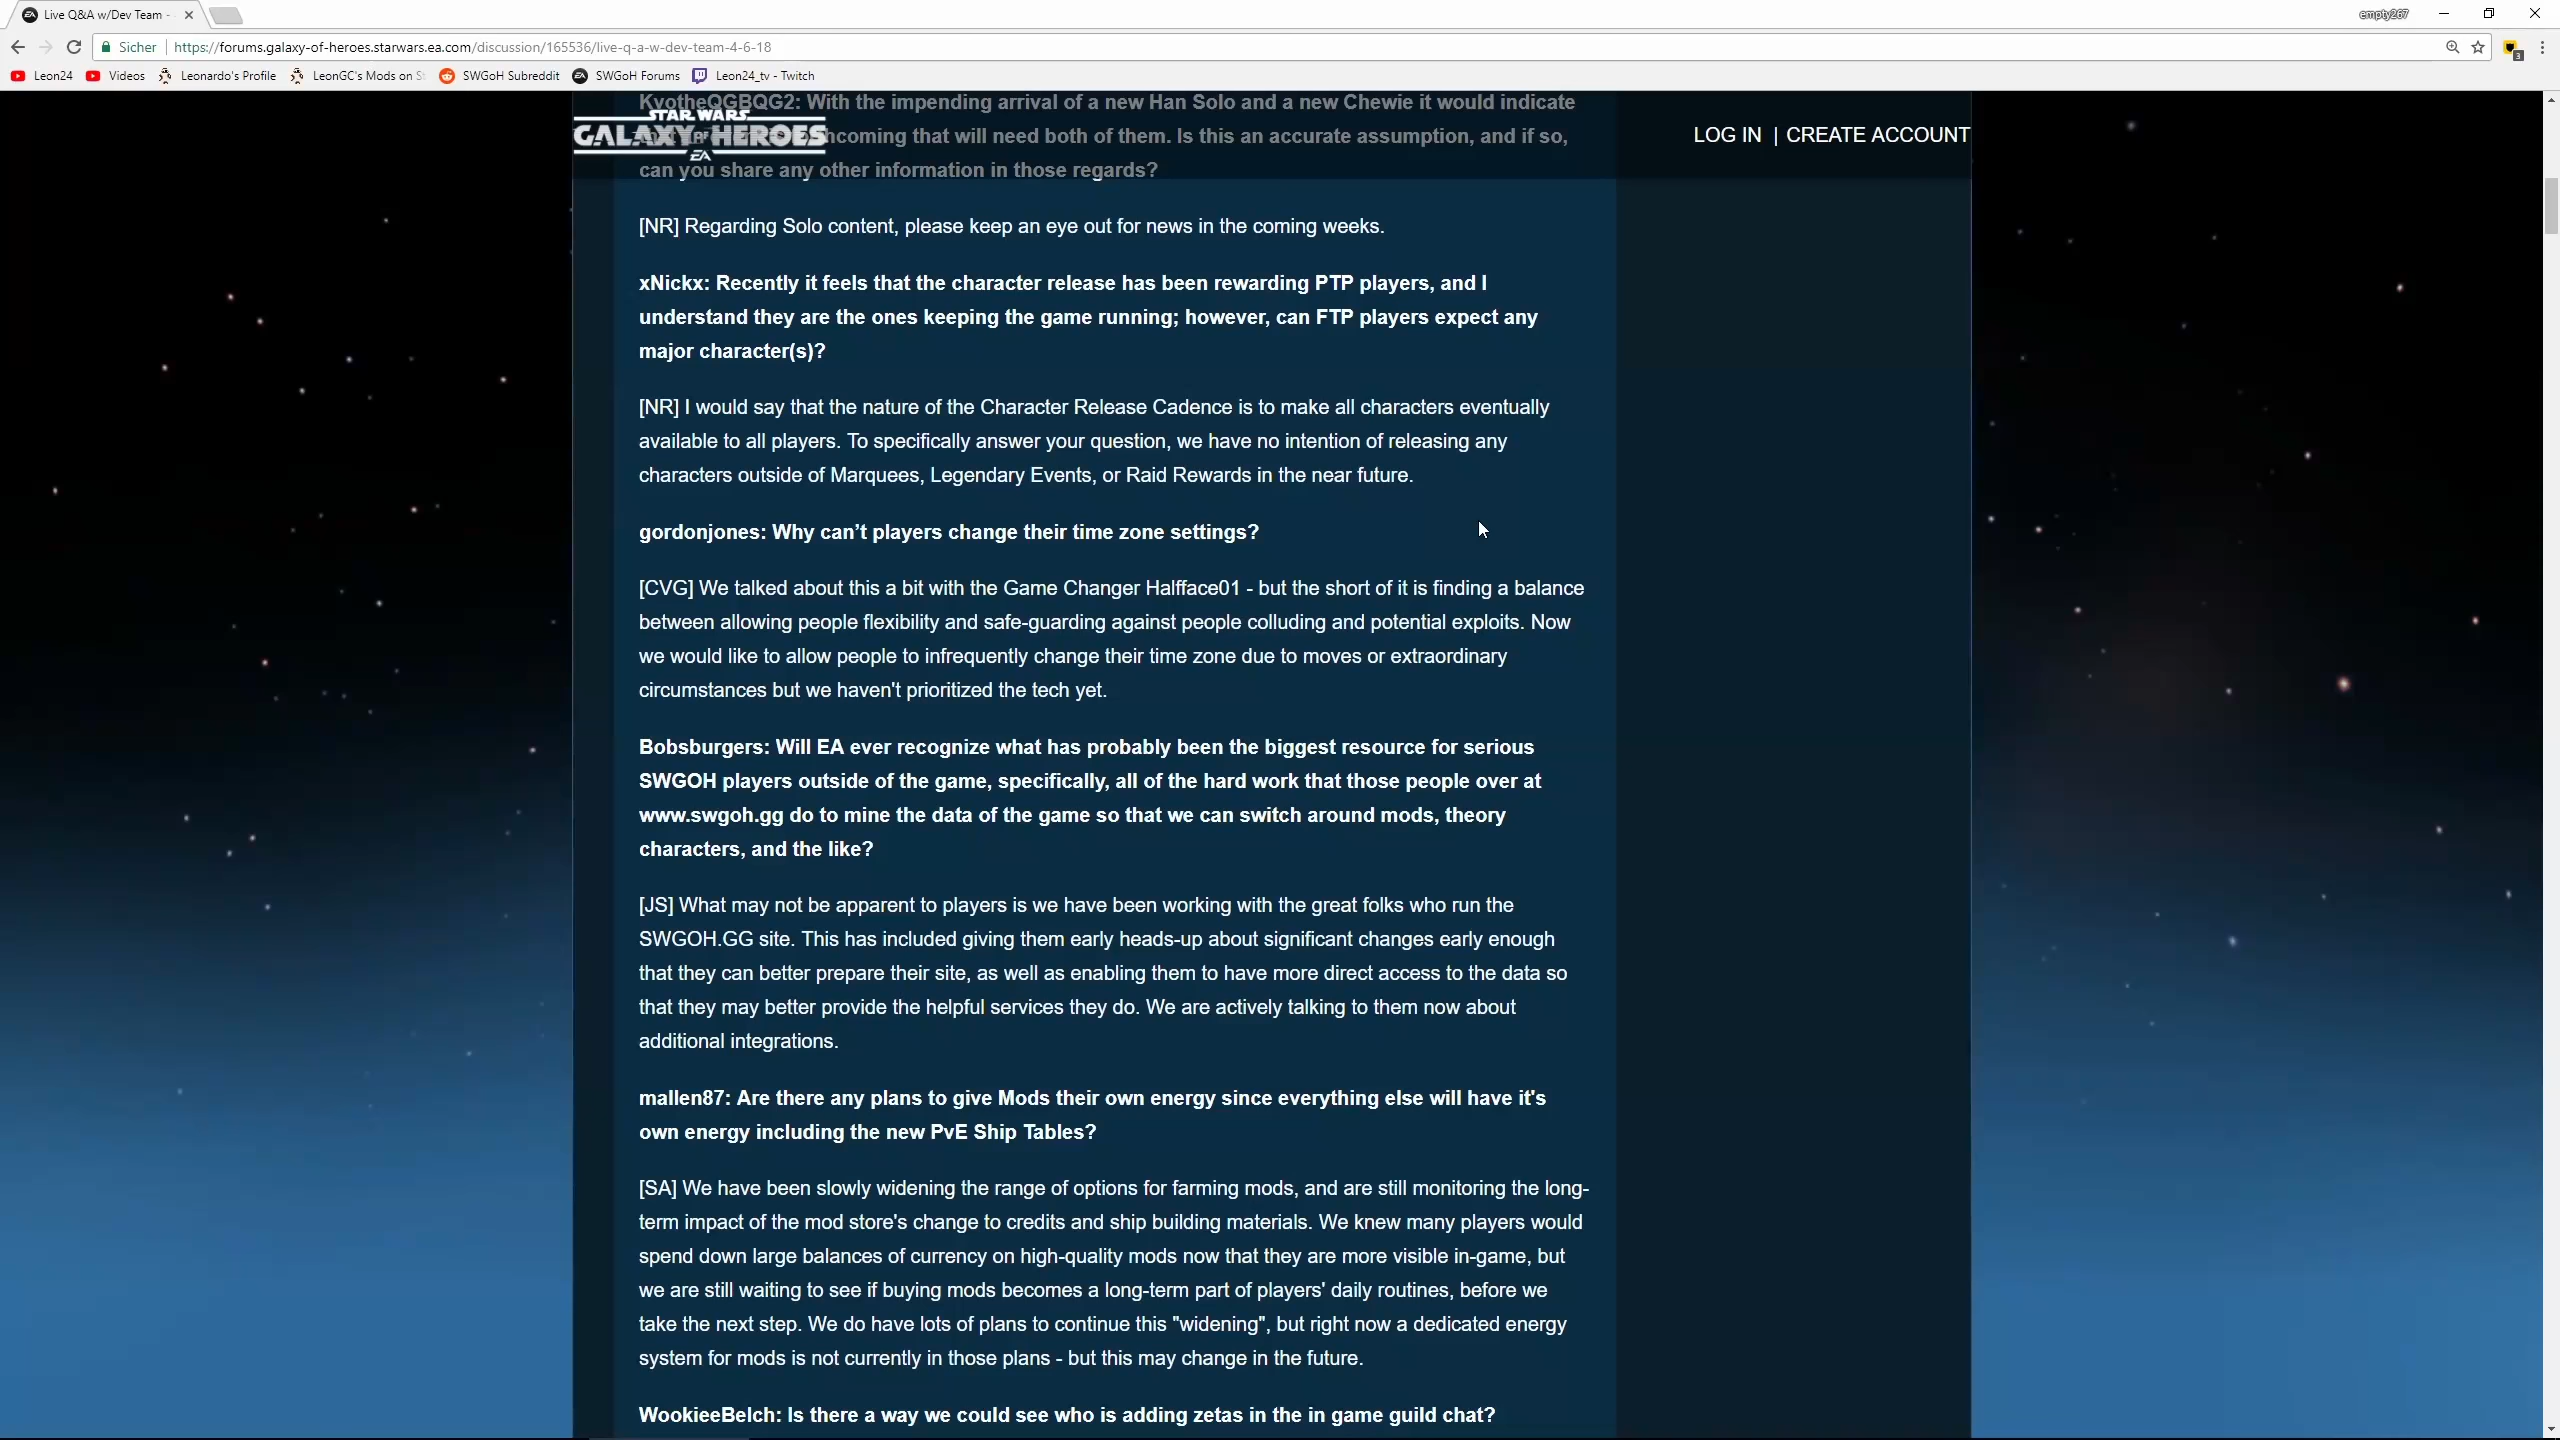 Live Q&A w/Dev Team -
empty267
Sicher
https://forums.galaxy-of-heroes.starwars.ea.com/discussion/165536/live-q-a-w-dev-team-4-6-18
3
Leon24
Videos
Leonardo's Profile
LeonGC's Mods on S
SWGoH Subreddit
SWGoH Forums
Leon24_tv - Twitch
KyotheQGBQG2: With the impending arrival of a new Han Solo and a new Chewie it would indicate
hcoming that will need both of them. Is this an accurate assumption, and if so,
can you share any other information in those regards?
STAR WARS
GALAXY OF HEROES
EA
LOG IN | CREATE ACCOUNT
[NR] Regarding Solo content, please keep an eye out for news in the coming weeks.
xNickx: Recently it feels that the character release has been rewarding PTP players, and I
understand they are the ones keeping the game running; however, can FTP players expect any
major character(s)?
[NR] I would say that the nature of the Character Release Cadence is to make all characters eventually
available to all players. To specifically answer your question, we have no intention of releasing any
characters outside of Marquees, Legendary Events, or Raid Rewards in the near future.
gordonjones: Why can’t players change their time zone settings?
[CVG] We talked about this a bit with the Game Changer Halfface01 - but the short of it is finding a balance
between allowing people flexibility and safe-guarding against people colluding and potential exploits. Now
we would like to allow people to infrequently change their time zone due to moves or extraordinary
circumstances but we haven't prioritized the tech yet.
Bobsburgers: Will EA ever recognize what has probably been the biggest resource for serious
SWGOH players outside of the game, specifically, all of the hard work that those people over at
www.swgoh.gg do to mine the data of the game so that we can switch around mods, theory
characters, and the like?
[JS] What may not be apparent to players is we have been working with the great folks who run the
SWGOH.GG site. This has included giving them early heads-up about significant changes early enough
that they can better prepare their site, as well as enabling them to have more direct access to the data so
that they may better provide the helpful services they do. We are actively talking to them now about
additional integrations.
mallen87: Are there any plans to give Mods their own energy since everything else will have it's
own energy including the new PvE Ship Tables?
[SA] We have been slowly widening the range of options for farming mods, and are still monitoring the long-
term impact of the mod store's change to credits and ship building materials. We knew many players would
spend down large balances of currency on high-quality mods now that they are more visible in-game, but
we are still waiting to see if buying mods becomes a long-term part of players' daily routines, before we
take the next step. We do have lots of plans to continue this "widening", but right now a dedicated energy
system for mods is not currently in those plans - but this may change in the future.
WookieeBelch: Is there a way we could see who is adding zetas in the in game guild chat?